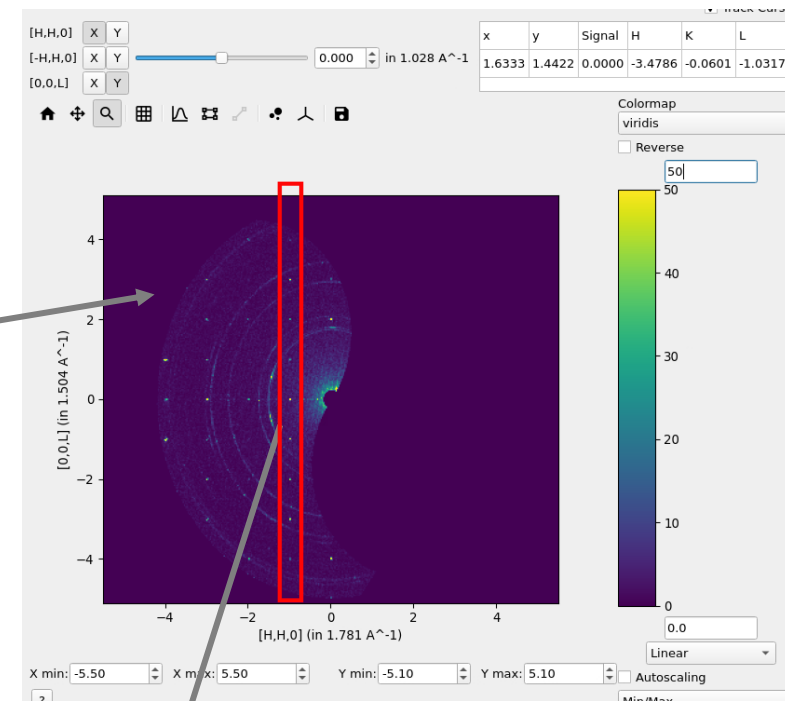 Track Curs
[H,H,0] X Y
[-H,H,0] X Y 0.000 in 1.028 A^-1
[0,0,L] X Y
x y Signal H K L
1.6333 1.4422 0.0000 -3.4786 -0.0601 -1.0317
Colormap
viridis
Reverse
50
50
40
30
20
10
0
4
2
0
−2
−4
[0,0,L] (in 1.504 A^-1)
−4 −2 0 2 4
[H,H,0] (in 1.781 A^-1)
0.0
Linear
X min: -5.50 X max: 5.50 Y min: -5.10 Y max: 5.10 Autoscaling
? Min/Max